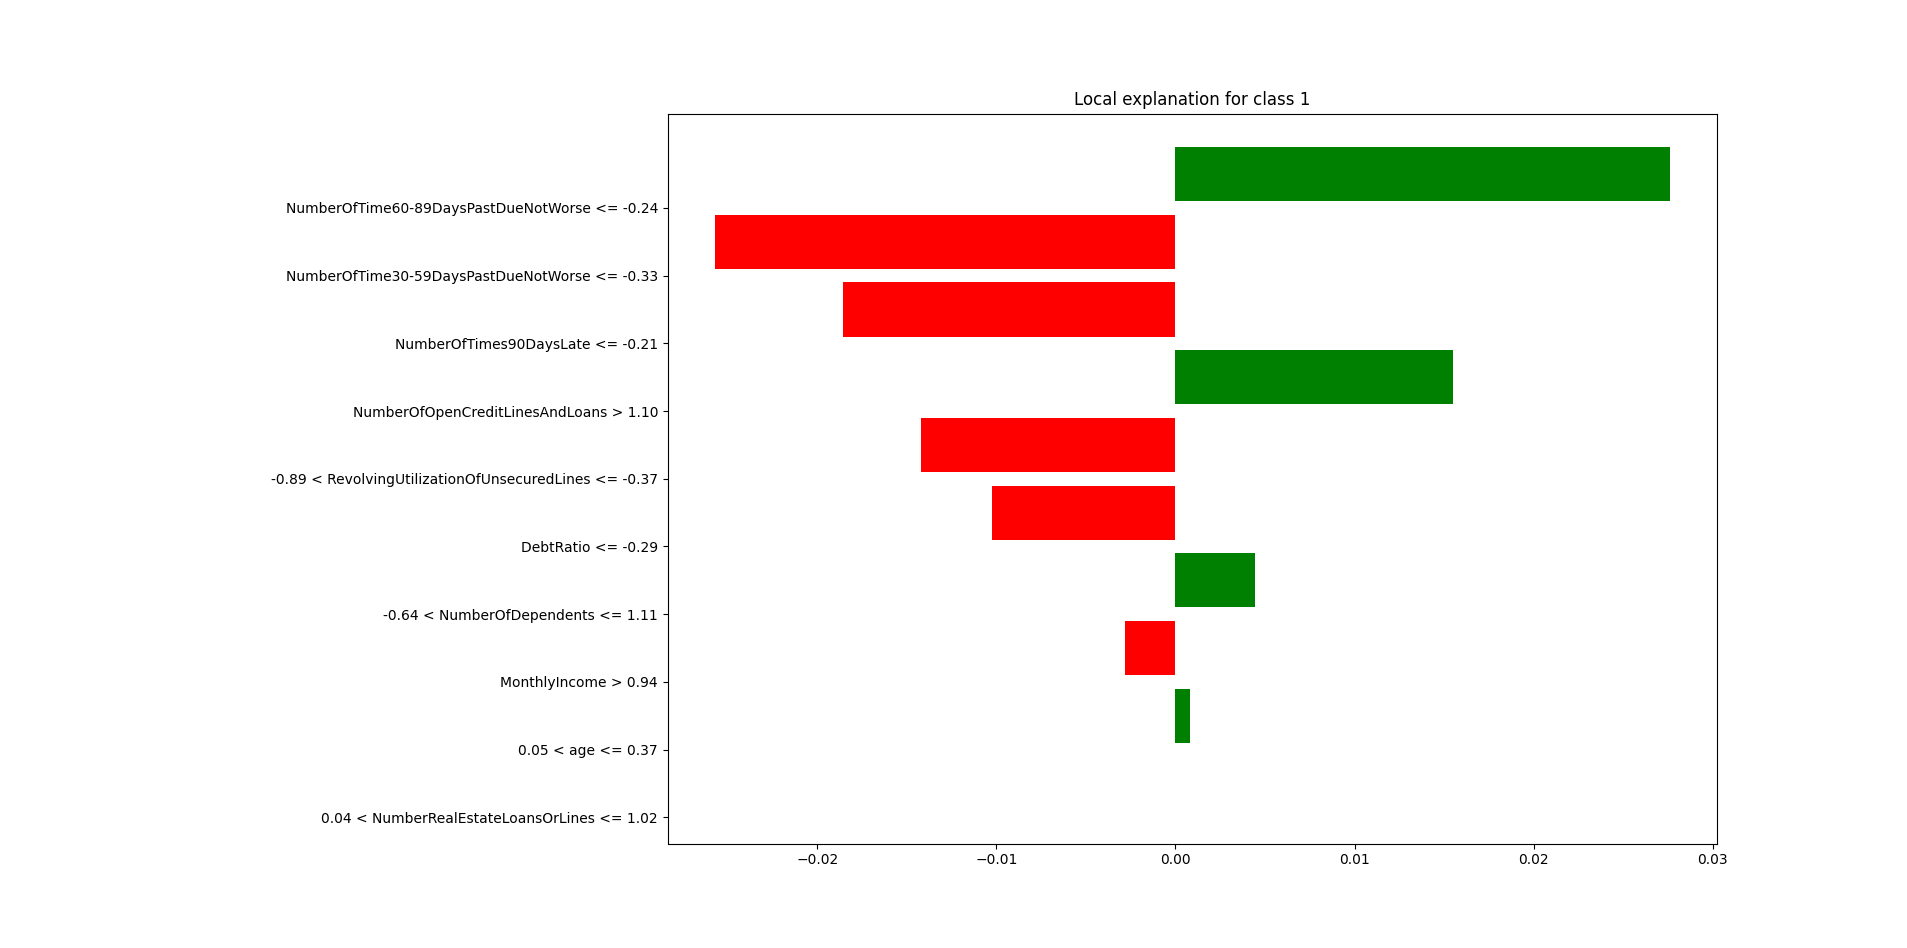 Local explanation for class 1
NumberOfTime60-89DaysPastDueNotWorse <= -0.24
NumberOfTime30-59DaysPastDueNotWorse <= -0.33
NumberOfTimes90DaysLate <= -0.21
NumberOfOpenCreditLinesAndLoans > 1.10
-0.89 < RevolvingUtilizationOfUnsecuredLines <= -0.37
DebtRatio <= -0.29
-0.64 < NumberOfDependents <= 1.11
MonthlyIncome > 0.94
0.05 < age <= 0.37
0.04 < NumberRealEstateLoansOrLines <= 1.02
−0.02 −0.01 0.00 0.01 0.02 0.03